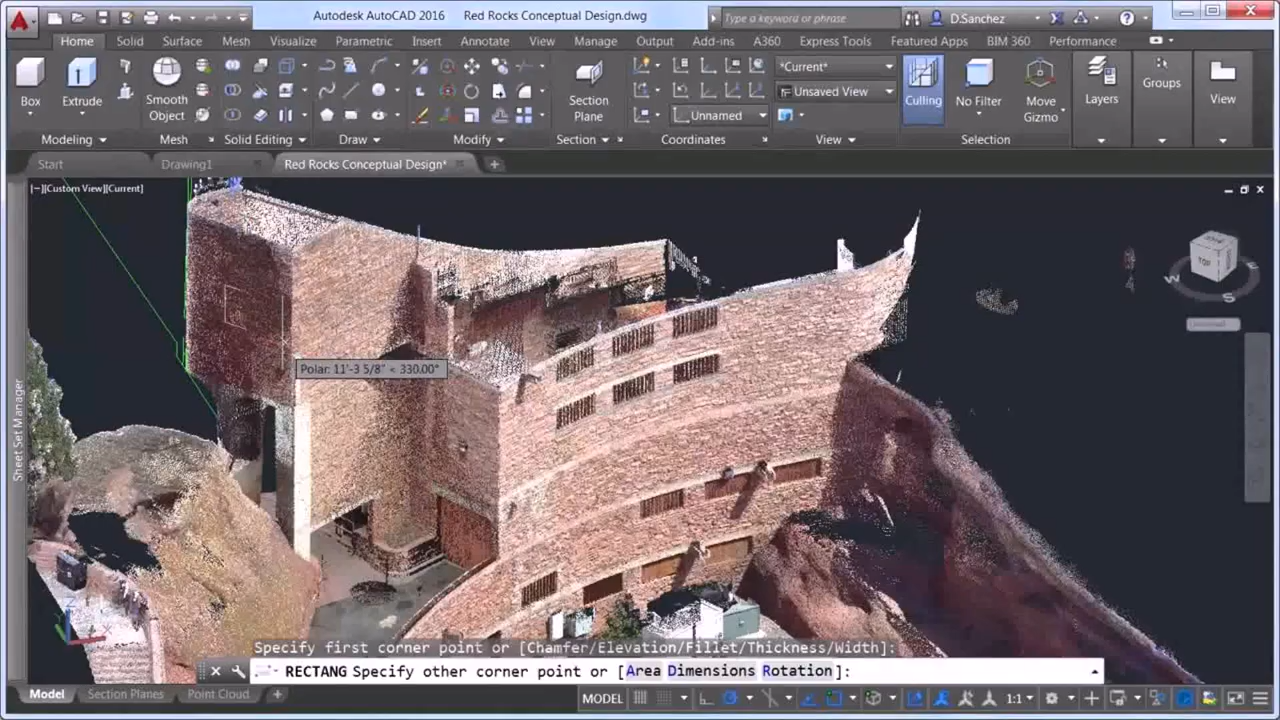 Autodesk AutoCAD 2016 Red Rocks Conceptual Design.dwg
Type a keyword or phrase
D.Sanchez
Home Solid Surface Mesh Visualize Parametric Insert Annotate View Manage Output Add-ins A360 Express Tools Featured Apps BIM 360 Performance
*Current*
Unsaved View
Unnamed
Box Extrude Smooth Object Section Plane Culling No Filter Move Gizmo Layers Groups View
Modeling Mesh Solid Editing Draw Modify Section Coordinates View Selection
Start Drawing1 Red Rocks Conceptual Design*
[−][Custom View][Current]
TOP
W
S
E
Polar: 11'-3 5/8" < 330.00°
Sheet Set Manager
Specify first corner point or [Chamfer/Elevation/Fillet/Thickness/Width]:
RECTANG Specify other corner point or [Area Dimensions Rotation]:
Model Section Planes Point Cloud
MODEL 1:1